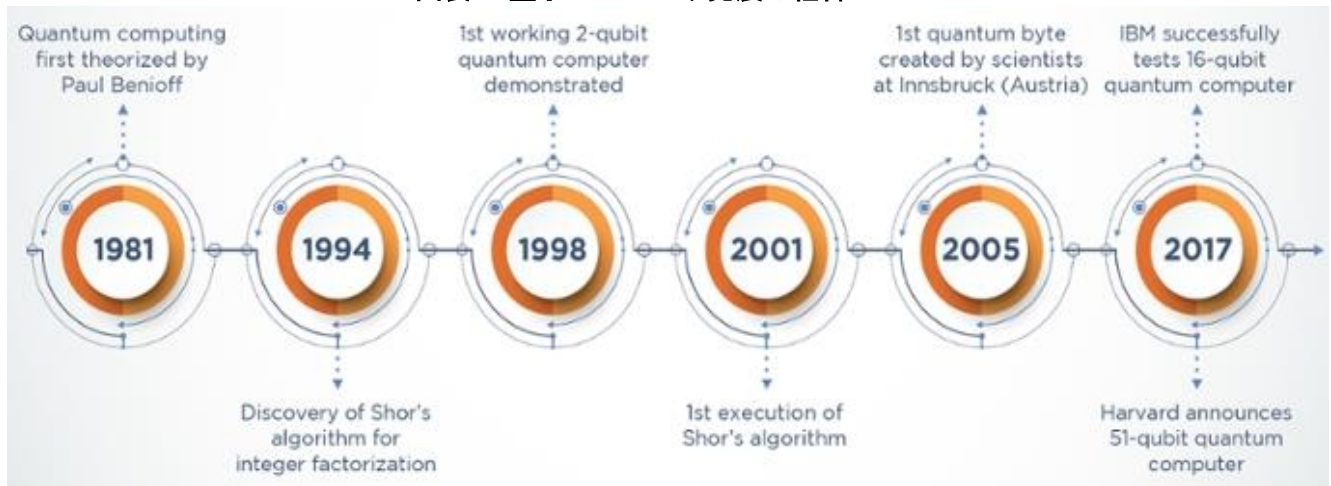 Quantum computing
first theorized by
Paul Benioff
1st working 2-qubit
quantum computer
demonstrated
1st quantum byte
created by scientists
at Innsbruck (Austria)
IBM successfully
tests 16-qubit
quantum computer
1981
1994
1998
2001
2005
2017
Discovery of Shor's
algorithm for
integer factorization
1st execution of
Shor's algorithm
Harvard announces
51-qubit quantum
computer